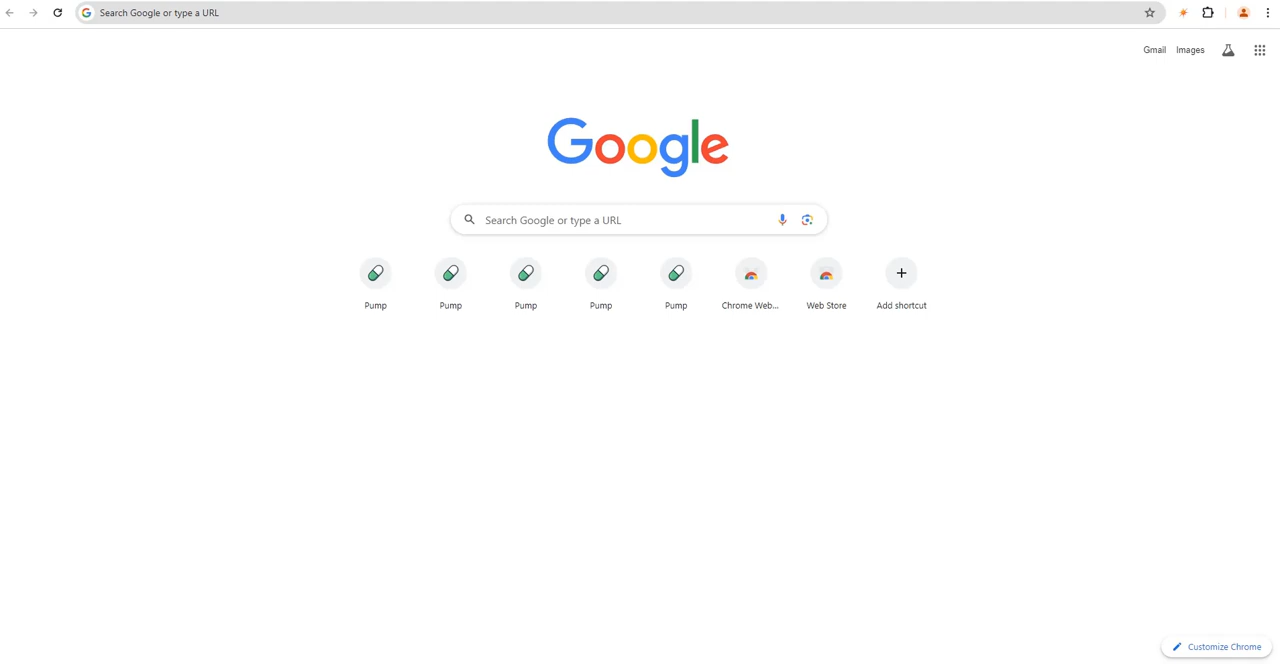 Search Google or type a URL
Gmail Images
Google
Search Google or type a URL
Pump Pump Pump Pump Pump Chrome Web... Web Store Add shortcut
Customize Chrome